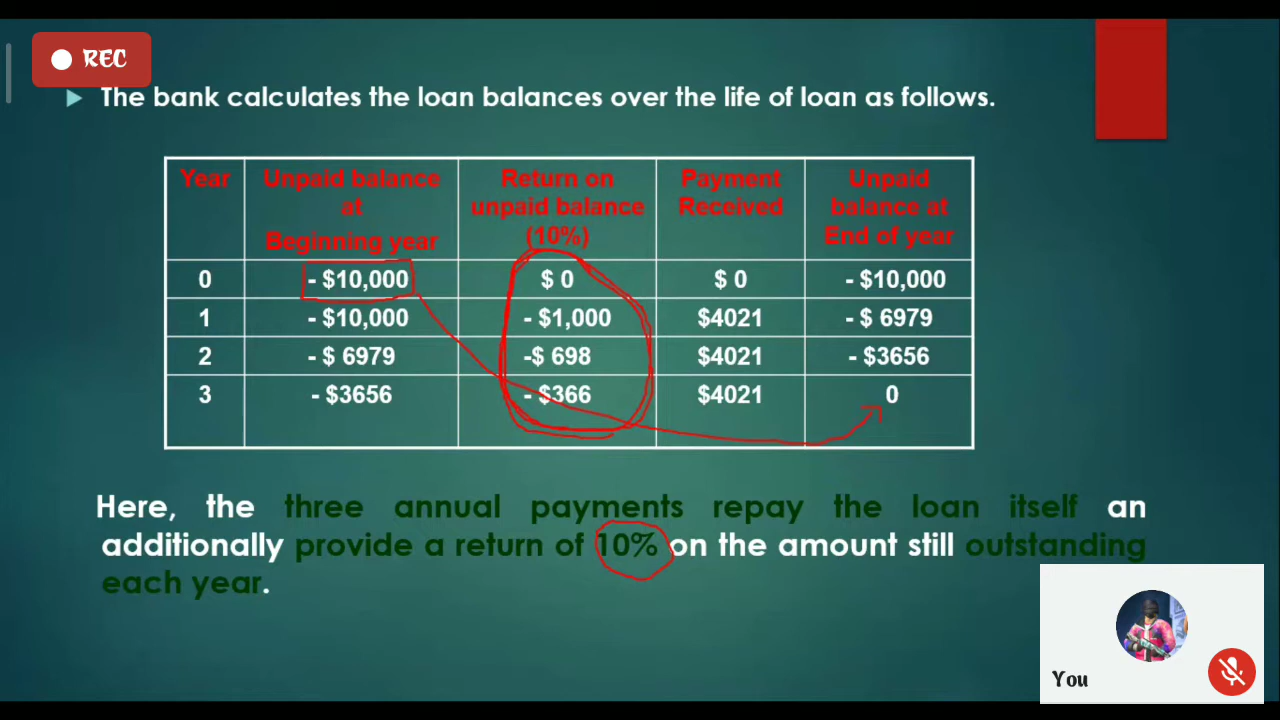 REC
The bank calculates the loan balances over the life of loan as follows.
Year Unpaid balance at Beginning year Return on unpaid balance (10%) Payment Received Unpaid balance at End of year
0 - $10,000 $ 0 $ 0 - $10,000
1 - $10,000 - $1,000 $4021 - $ 6979
2 - $ 6979 -$ 698 $4021 - $3656
3 - $3656 - $366 $4021 0
Here, the three annual payments repay the loan itself an
additionally provide a return of 10% on the amount still outstanding
each year.
You